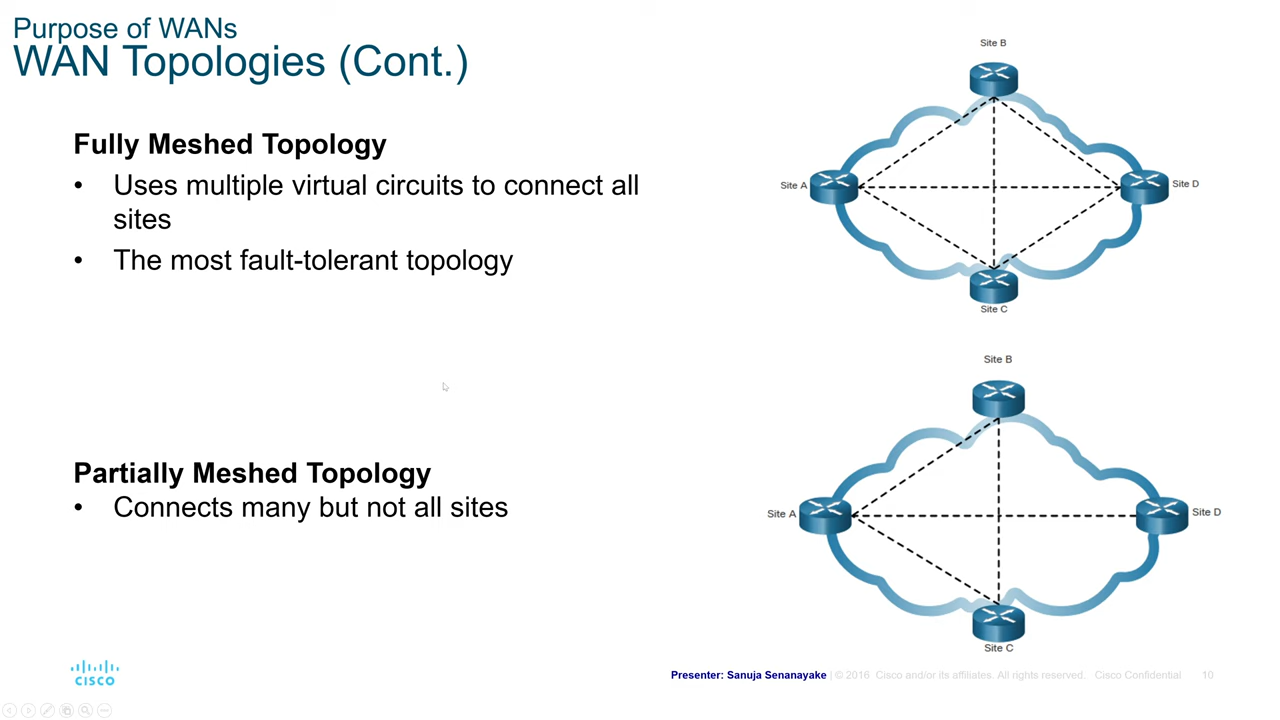 Purpose of WANs
WAN Topologies (Cont.)
Fully Meshed Topology
• Uses multiple virtual circuits to connect all
sites
• The most fault-tolerant topology
Site B
Site A
Site D
Site C
Partially Meshed Topology
• Connects many but not all sites
Site B
Site A
Site D
Site C
CISCO
Presenter: Sanuja Senanayake | © 2016 Cisco and/or its affiliates. All rights reserved. Cisco Confidential 10